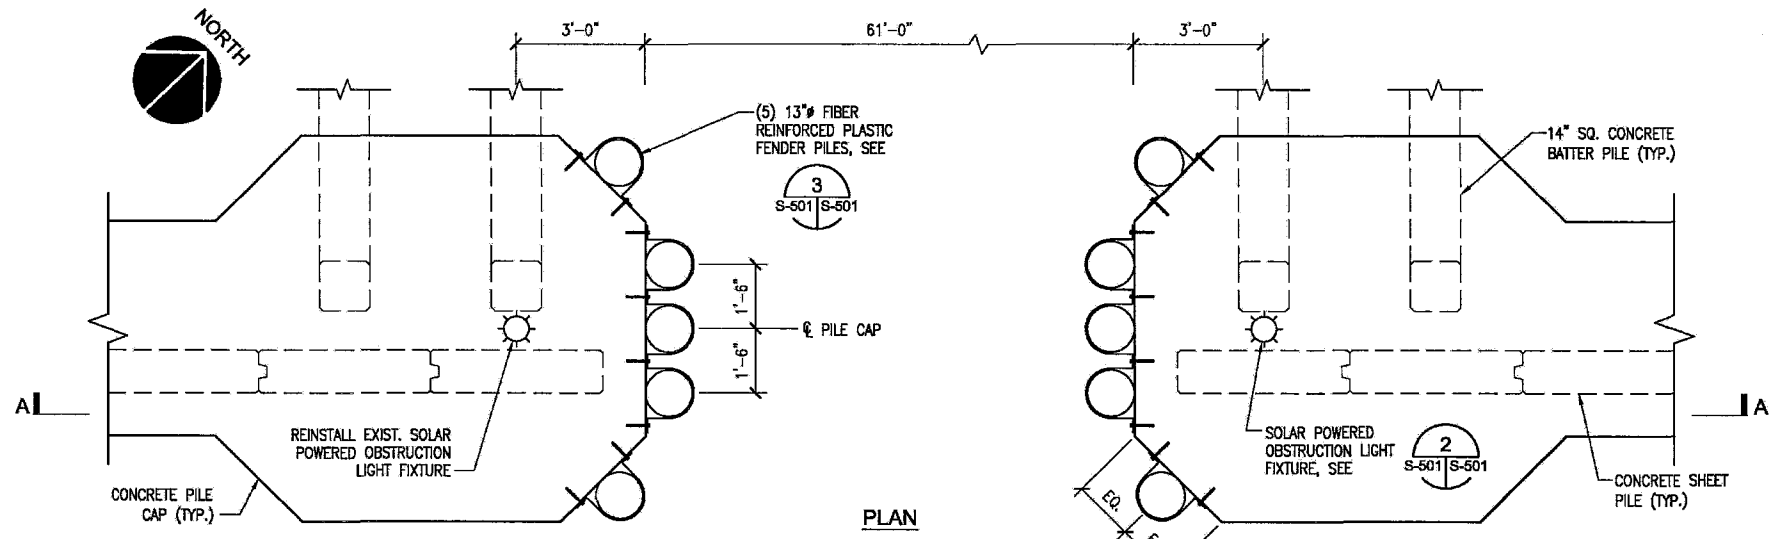 NORTH
3'-0"
61'-0"
3'-0"
(5) 13"ø FIBER
REINFORCED PLASTIC
FENDER PILES, SEE
3
S-501 S-501
14" SQ. CONCRETE
BATTER PILE (TYP.)
1'-6"
℄ PILE CAP
1'-6"
A
A
REINSTALL EXIST. SOLAR
POWERED OBSTRUCTION
LIGHT FIXTURE
SOLAR POWERED
OBSTRUCTION LIGHT
FIXTURE, SEE
2
S-501 S-501
CONCRETE PILE
CAP (TYP.)
CONCRETE SHEET
PILE (TYP.)
EQ.
PLAN